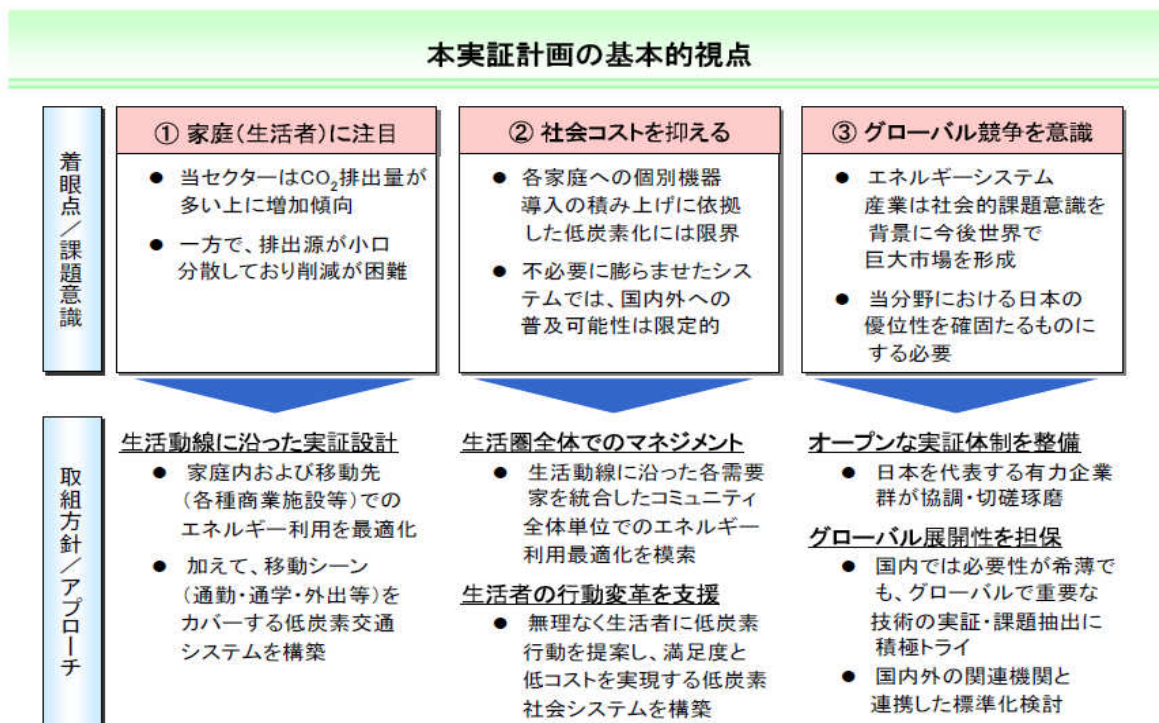 本実証計画の基本的視点
着眼点／課題意識
① 家庭(生活者)に注目
● 当セクターはCO2排出量が
多い上に増加傾向
● 一方で、排出源が小口
分散しており削減が困難
② 社会コストを抑える
● 各家庭への個別機器
導入の積み上げに依拠
した低炭素化には限界
● 不必要に膨らませたシス
テムでは、国内外への
普及可能性は限定的
③ グローバル競争を意識
● エネルギーシステム
産業は社会的課題意識を
背景に今後世界で
巨大市場を形成
● 当分野における日本の
優位性を確固たるものに
する必要
取組方針／アプローチ
生活動線に沿った実証設計
● 家庭内および移動先
(各種商業施設等)での
エネルギー利用を最適化
● 加えて、移動シーン
(通勤・通学・外出等)を
カバーする低炭素交通
システムを構築
生活圏全体でのマネジメント
● 生活動線に沿った各需要
家を統合したコミュニティ
全体単位でのエネルギー
利用最適化を模索
生活者の行動変革を支援
● 無理なく生活者に低炭素
行動を提案し、満足度と
低コストを実現する低炭素
社会システムを構築
オープンな実証体制を整備
● 日本を代表する有力企業
群が協調・切磋琢磨
グローバル展開性を担保
● 国内では必要性が希薄で
も、グローバルで重要な
技術の実証・課題抽出に
積極トライ
● 国内外の関連機関と
連携した標準化検討